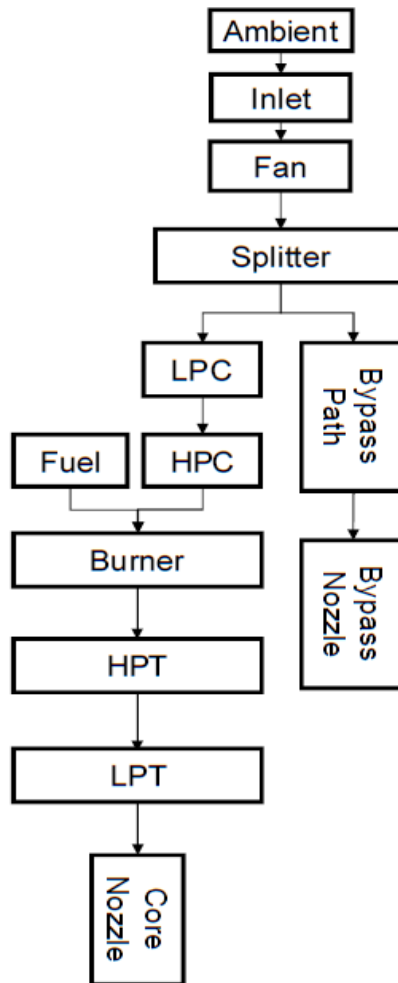 Ambient
Inlet
Fan
Splitter
LPC
Bypass
Path
Fuel
HPC
Burner
Bypass
Nozzle
HPT
LPT
Core
Nozzle